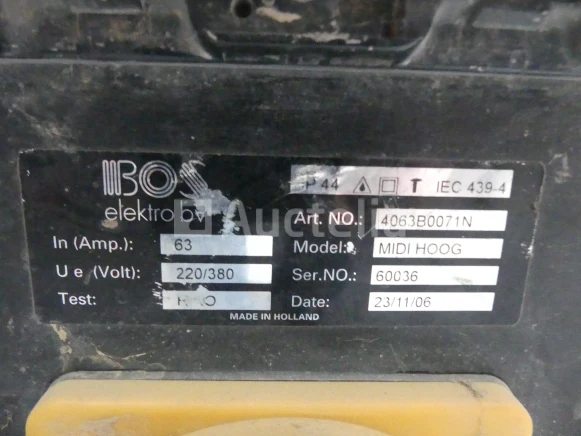 BOS
elektro bv
IP 44 T IEC 439-4
Art. NO.: 4063B0071N
In (Amp.): 63
Model: MIDI HOOG
U e (Volt): 220/380
Ser.NO.: 60036
Test:
Date: 23/11/06
MADE IN HOLLAND
Auctelia